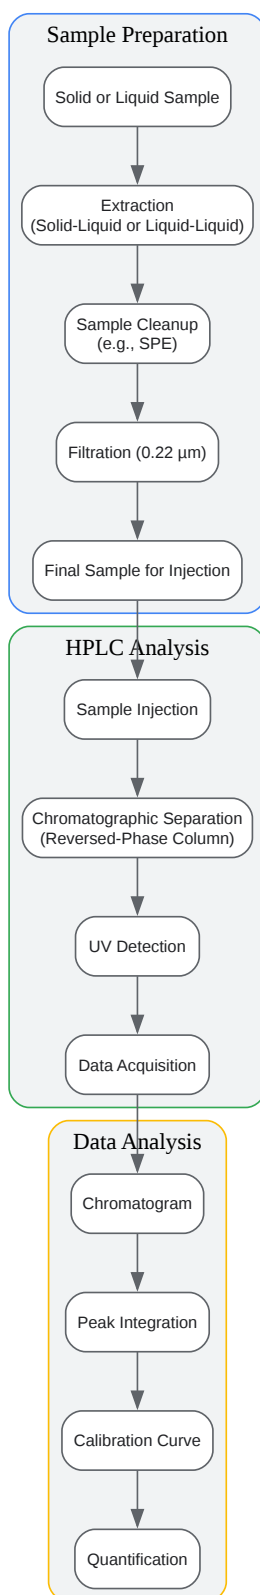 Sample Preparation
Solid or Liquid Sample
Extraction
(Solid-Liquid or Liquid-Liquid)
Sample Cleanup
(e.g., SPE)
Filtration (0.22 µm)
Final Sample for Injection
HPLC Analysis
Sample Injection
Chromatographic Separation
(Reversed-Phase Column)
UV Detection
Data Acquisition
Data Analysis
Chromatogram
Peak Integration
Calibration Curve
Quantification